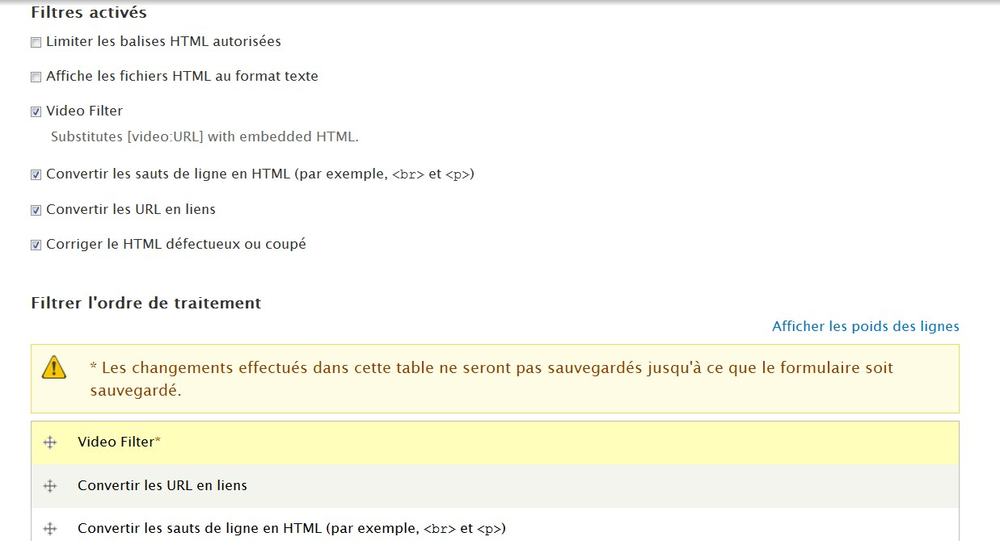 Filtres activés
Limiter les balises HTML autorisées
Affiche les fichiers HTML au format texte
Video Filter
Substitutes [video:URL] with embedded HTML.
Convertir les sauts de ligne en HTML (par exemple, <br> et <p>)
Convertir les URL en liens
Corriger le HTML défectueux ou coupé
Filtrer l'ordre de traitement
Afficher les poids des lignes
* Les changements effectués dans cette table ne seront pas sauvegardés jusqu'à ce que le formulaire soit
sauvegardé.
Video Filter*
Convertir les URL en liens
Convertir les sauts de ligne en HTML (par exemple, <br> et <p>)